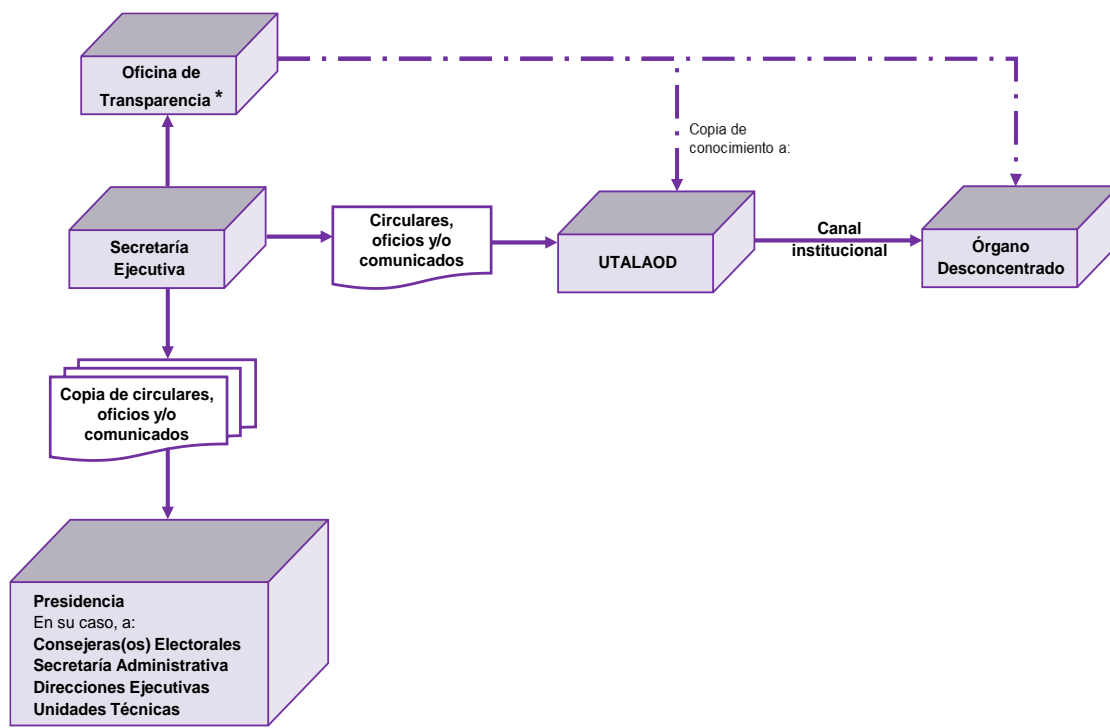 Oficina de
Transparencia *
Copia de
conocimiento a:
Secretaría
Ejecutiva
Circulares,
oficios y/o
comunicados
UTALAOD
Canal
institucional
Órgano
Desconcentrado
Copia de circulares,
oficios y/o
comunicados
Presidencia
En su caso, a:
Consejeras(os) Electorales
Secretaría Administrativa
Direcciones Ejecutivas
Unidades Técnicas